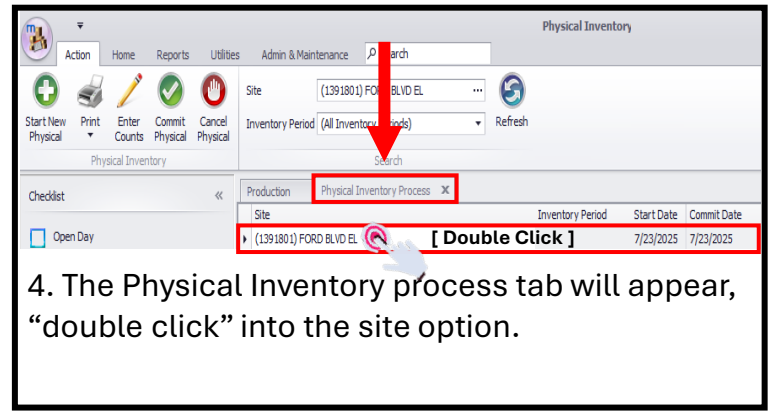 Physical Inventory
Action Home Reports Utilities Admin & Maintenance
Start New Physical
Print
Enter Counts
Commit Physical
Cancel Physical
Physical Inventory
Site (1391801) FORD BLVD EL ...
Inventory Period (All Inventory Periods)
Refresh
Search
Checklist «
Production Physical Inventory Process X
Site Inventory Period Start Date Commit Date
Open Day
(1391801) FORD BLVD EL [ Double Click ] 7/23/2025 7/23/2025
4. The Physical Inventory process tab will appear,
“double click” into the site option.